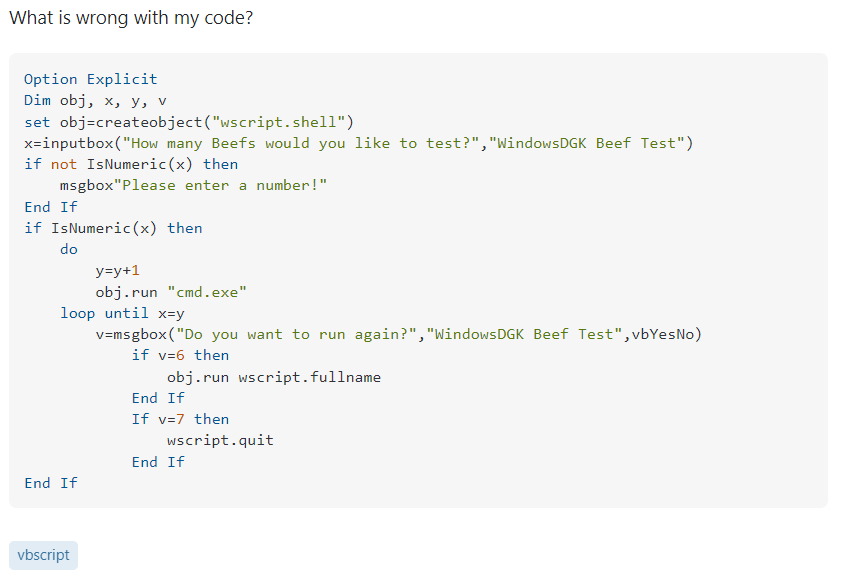 What is wrong with my code?
Option Explicit
Dim obj, x, y, v
set obj=createobject("wscript.shell")
x=inputbox("How many Beefs would you like to test?","WindowsDGK Beef Test")
if not IsNumeric(x) then
    msgbox"Please enter a number!"
End If
if IsNumeric(x) then
    do
        y=y+1
        obj.run "cmd.exe"
    loop until x=y
        v=msgbox("Do you want to run again?","WindowsDGK Beef Test",vbYesNo)
            if v=6 then
                obj.run wscript.fullname
            End If
            If v=7 then
                wscript.quit
            End If
End If
vbscript